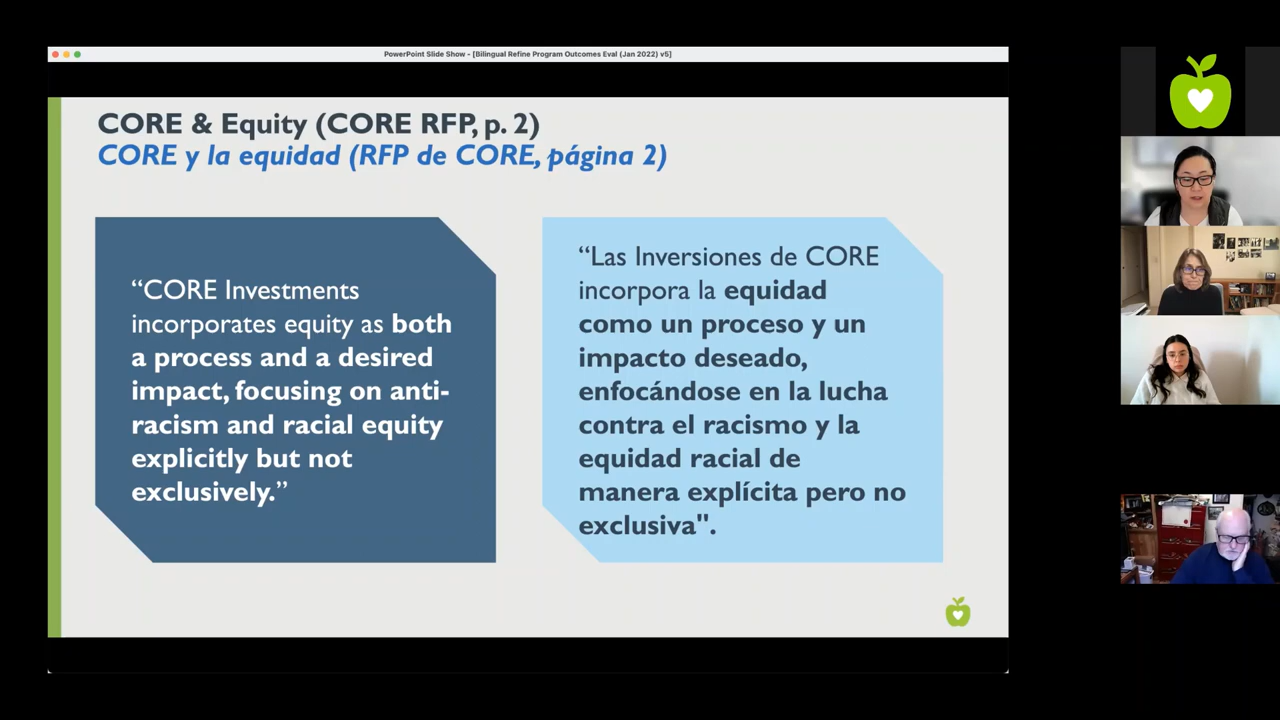 PowerPoint Slide Show - [Bilingual Refine Program Outcomes Eval (Jan 2022) v5]
CORE & Equity (CORE RFP, p. 2)
CORE y la equidad (RFP de CORE, página 2)
“CORE Investments
incorporates equity as both
a process and a desired
impact, focusing on anti-
racism and racial equity
explicitly but not
exclusively.”
“Las Inversiones de CORE
incorpora la equidad
como un proceso y un
impacto deseado,
enfocándose en la lucha
contra el racismo y la
equidad racial de
manera explícita pero no
exclusiva".